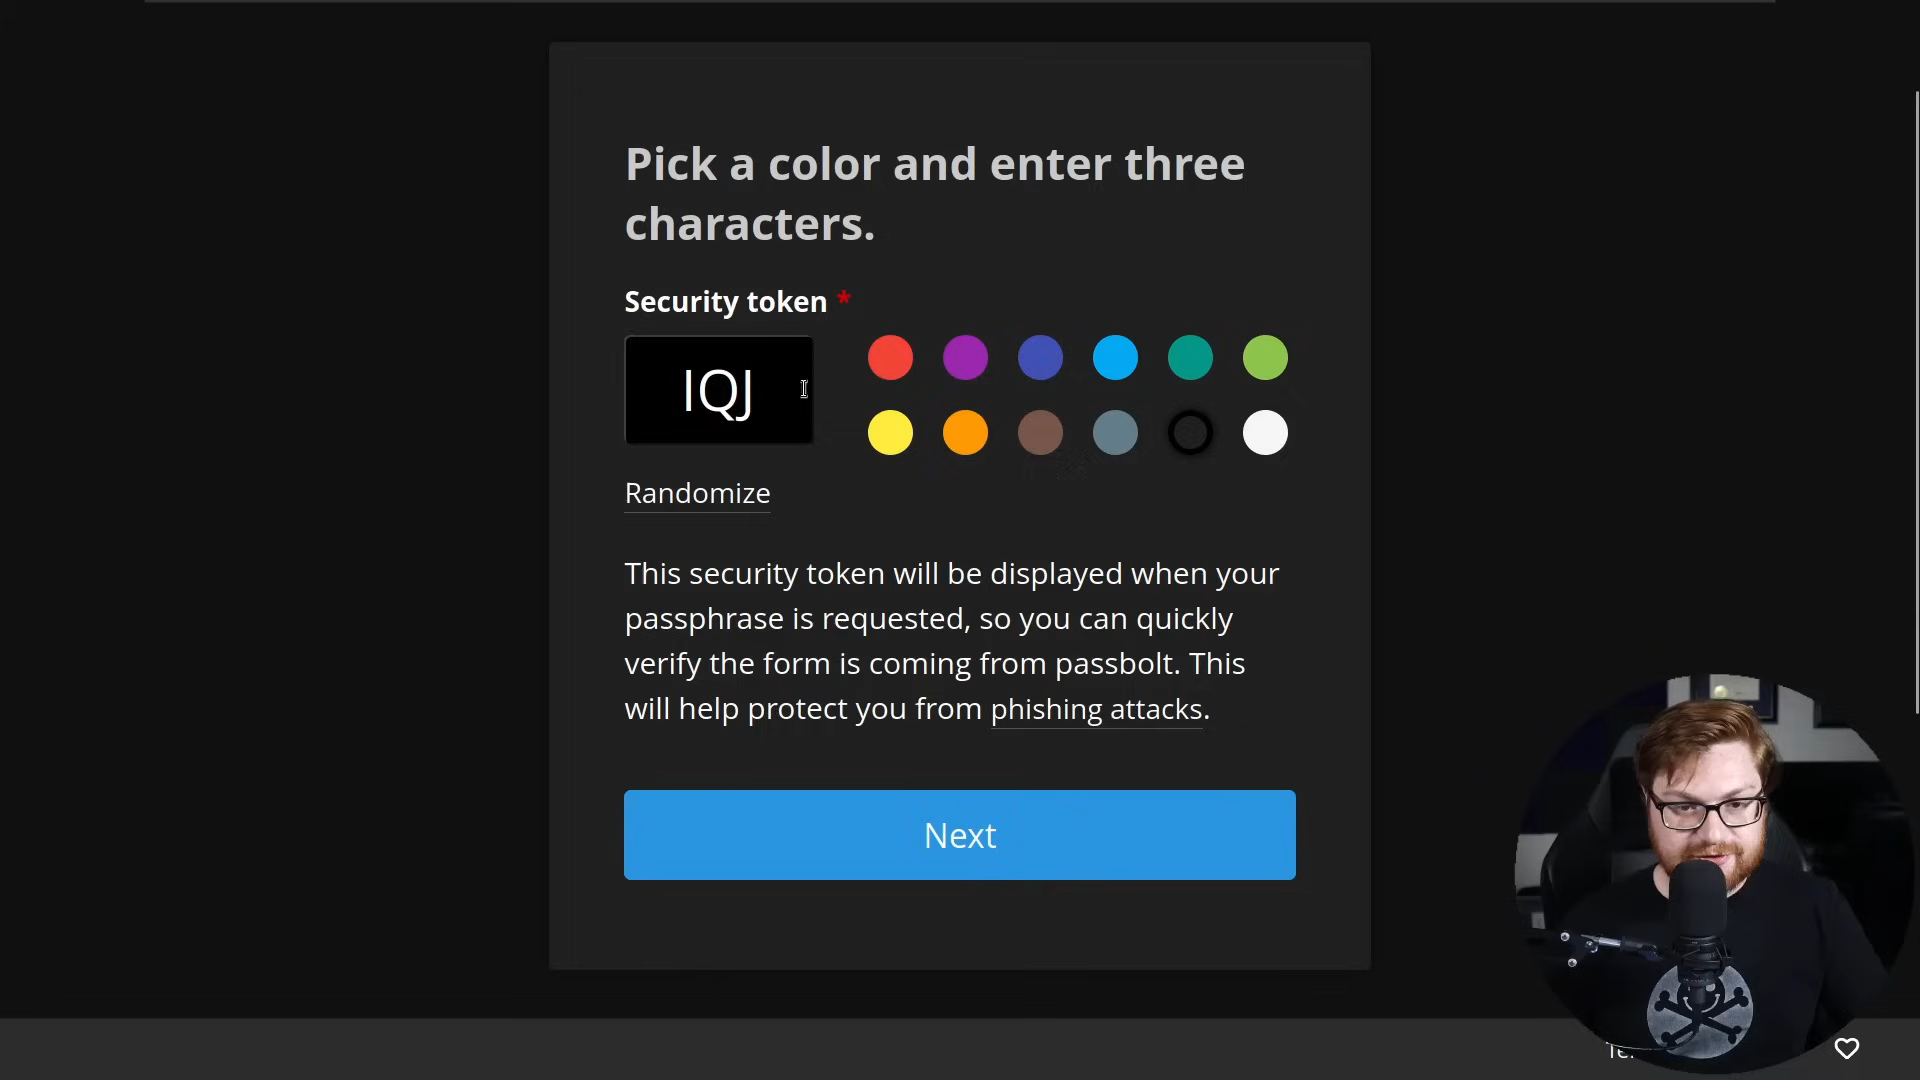 Pick a color and enter three
characters.
Security token *
IQJ
Randomize
This security token will be displayed when your
passphrase is requested, so you can quickly
verify the form is coming from passbolt. This
will help protect you from phishing attacks.
Next